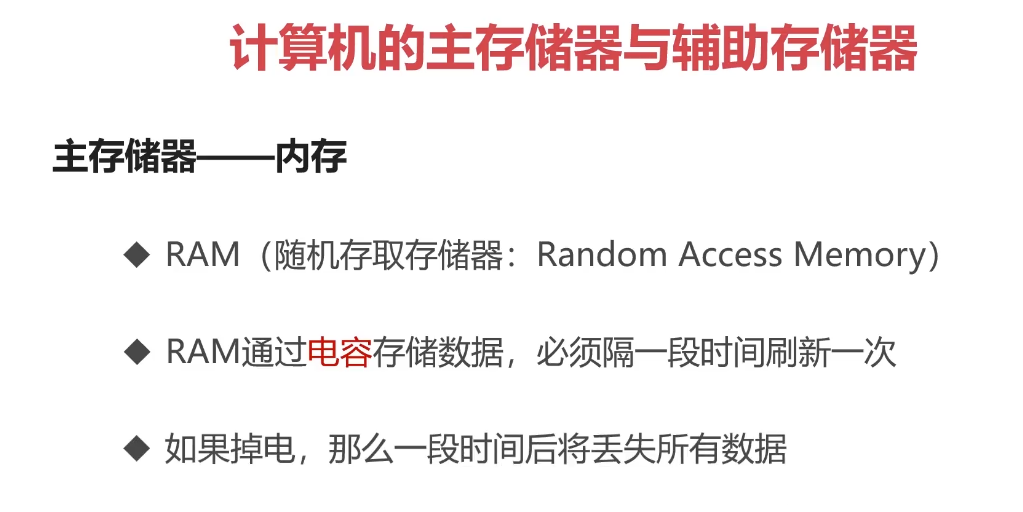 计算机的主存储器与辅助存储器
主存储器——内存
◆ RAM（随机存取存储器：Random Access Memory）
◆ RAM通过电容存储数据，必须隔一段时间刷新一次
◆ 如果掉电，那么一段时间后将丢失所有数据